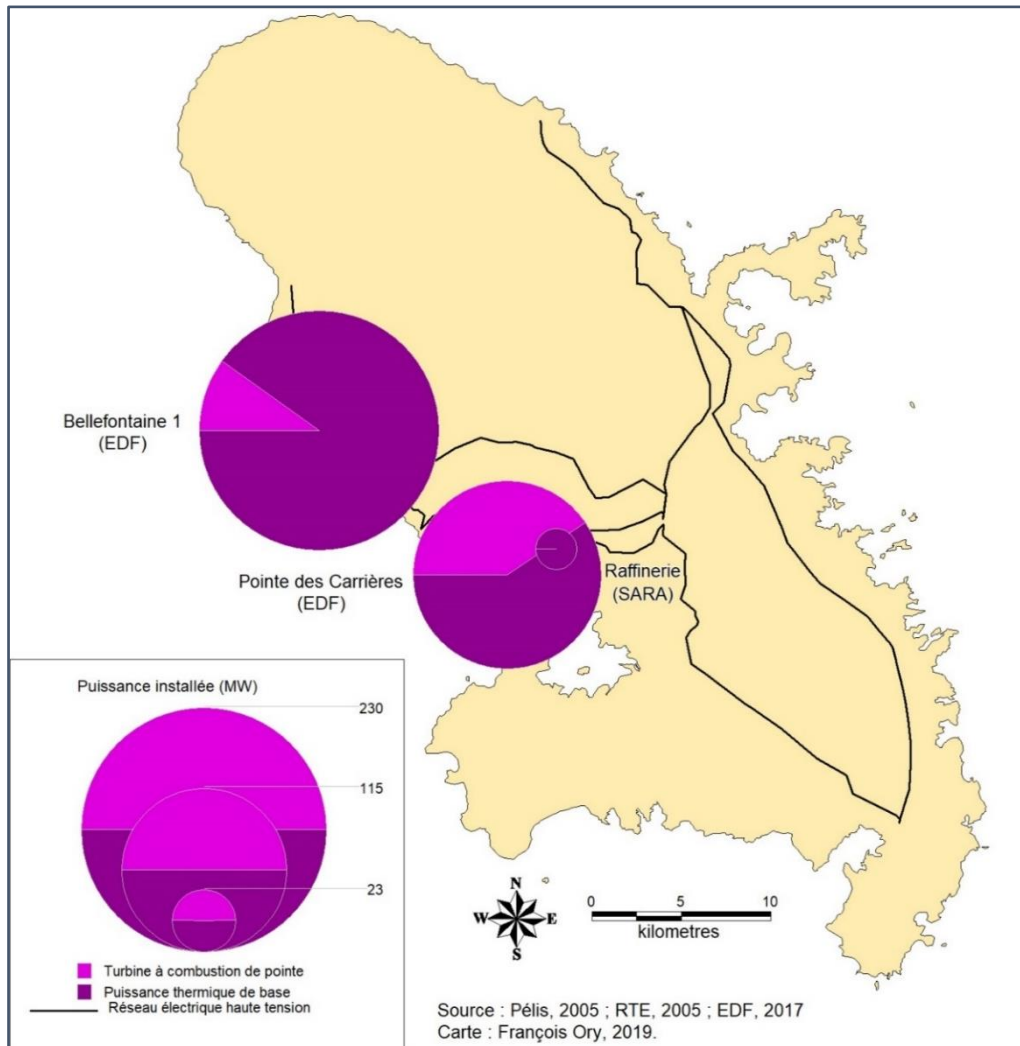 Bellefontaine 1
(EDF)
Pointe des Carrières
(EDF)
Raffinerie
(SARA)
Puissance installée (MW)
230
115
23
Turbine à combustion de pointe
Puissance thermique de base
Réseau électrique haute tension
N
W E
S
0 5 10
kilometres
Source : Pélis, 2005 ; RTE, 2005 ; EDF, 2017
Carte : François Ory, 2019.